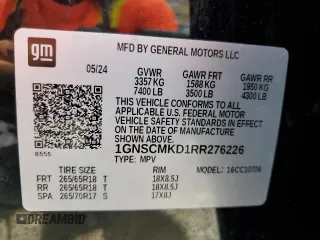 gm
MFD BY GENERAL MOTORS LLC
05/24 GVWR GAWR FRT GAWR RR
3357 KG 1588 KG 1950 KG
7400 LB 3500 LB 4300 LB
THIS VEHICLE CONFORMS TO ALL
APPLICABLE U.S. FEDERAL MOTOR
VEHICLE SAFETY STANDARDS IN
EFFECT ON THE DATE OF
MANUFACTURE SHOWN ABOVE.
1GNSCMKD1RR276226
TYPE: MPV MODEL: 16CC10706
8555
TIRE SIZE RIM
FRT 265/65R18 T 18X8.5J
RR 265/65R18 T 18X8.5J
SPA 265/70R17 S 17X8J
DREAMBID